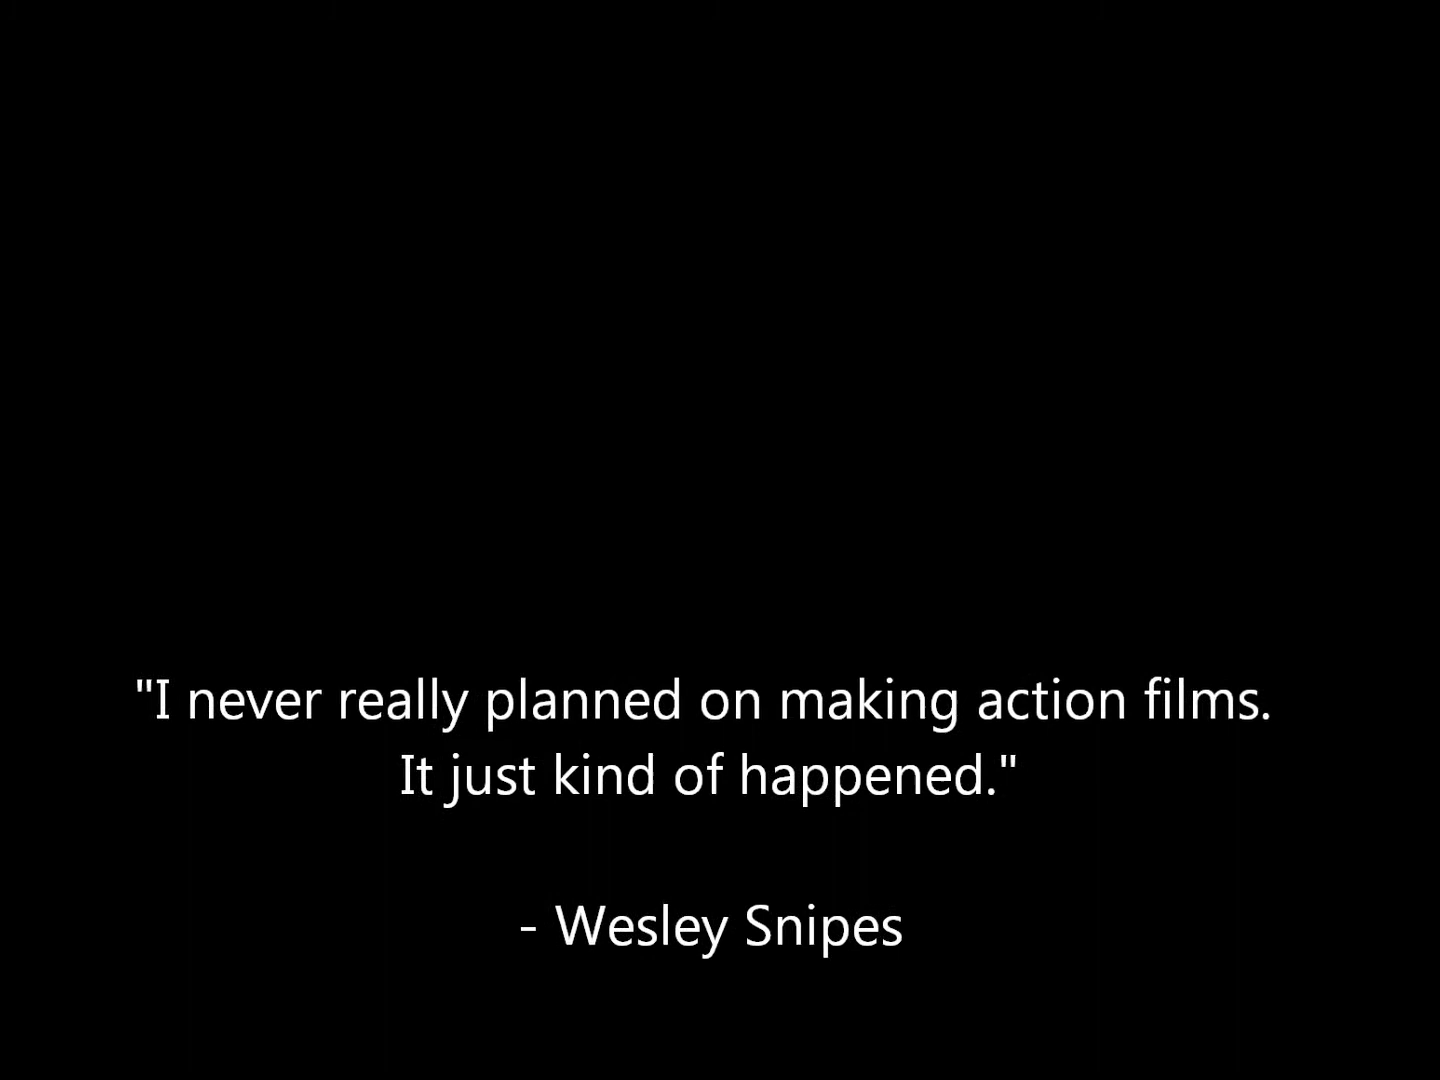 "I never really planned on making action films.
It just kind of happened."
- Wesley Snipes